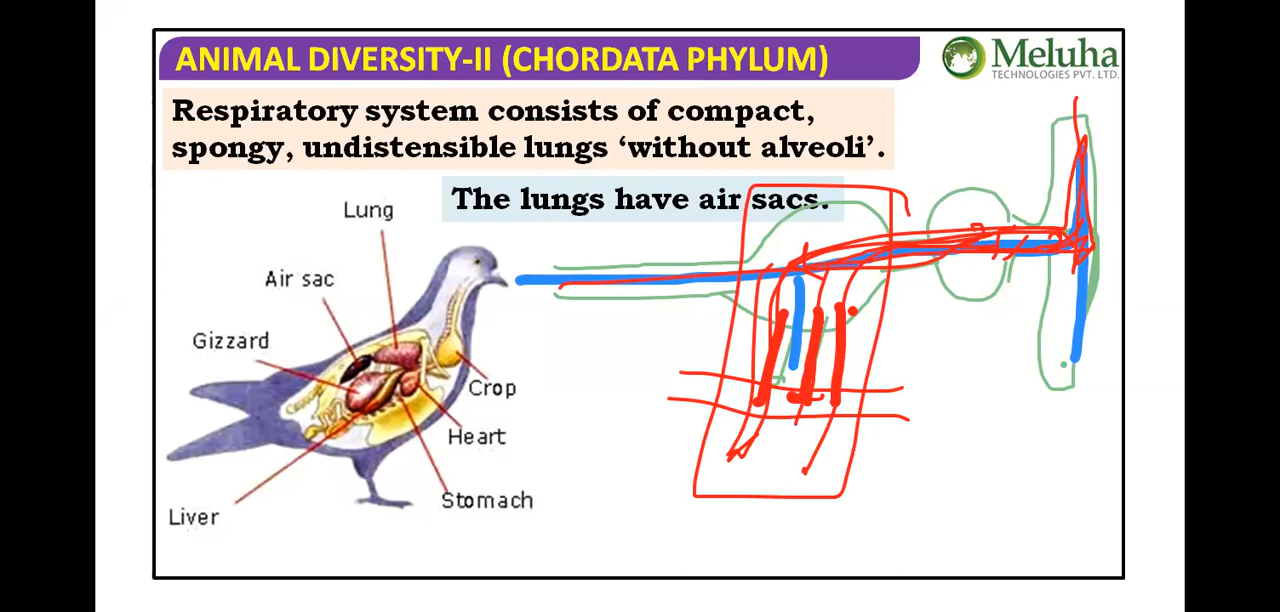 ANIMAL DIVERSITY-II (CHORDATA PHYLUM)
Meluha
TECHNOLOGIES PVT. LTD.
Respiratory system consists of compact,
spongy, undistensible lungs ‘without alveoli’.
The lungs have air sacs.
Lung
Air sac
Gizzard
Crop
Heart
Stomach
Liver